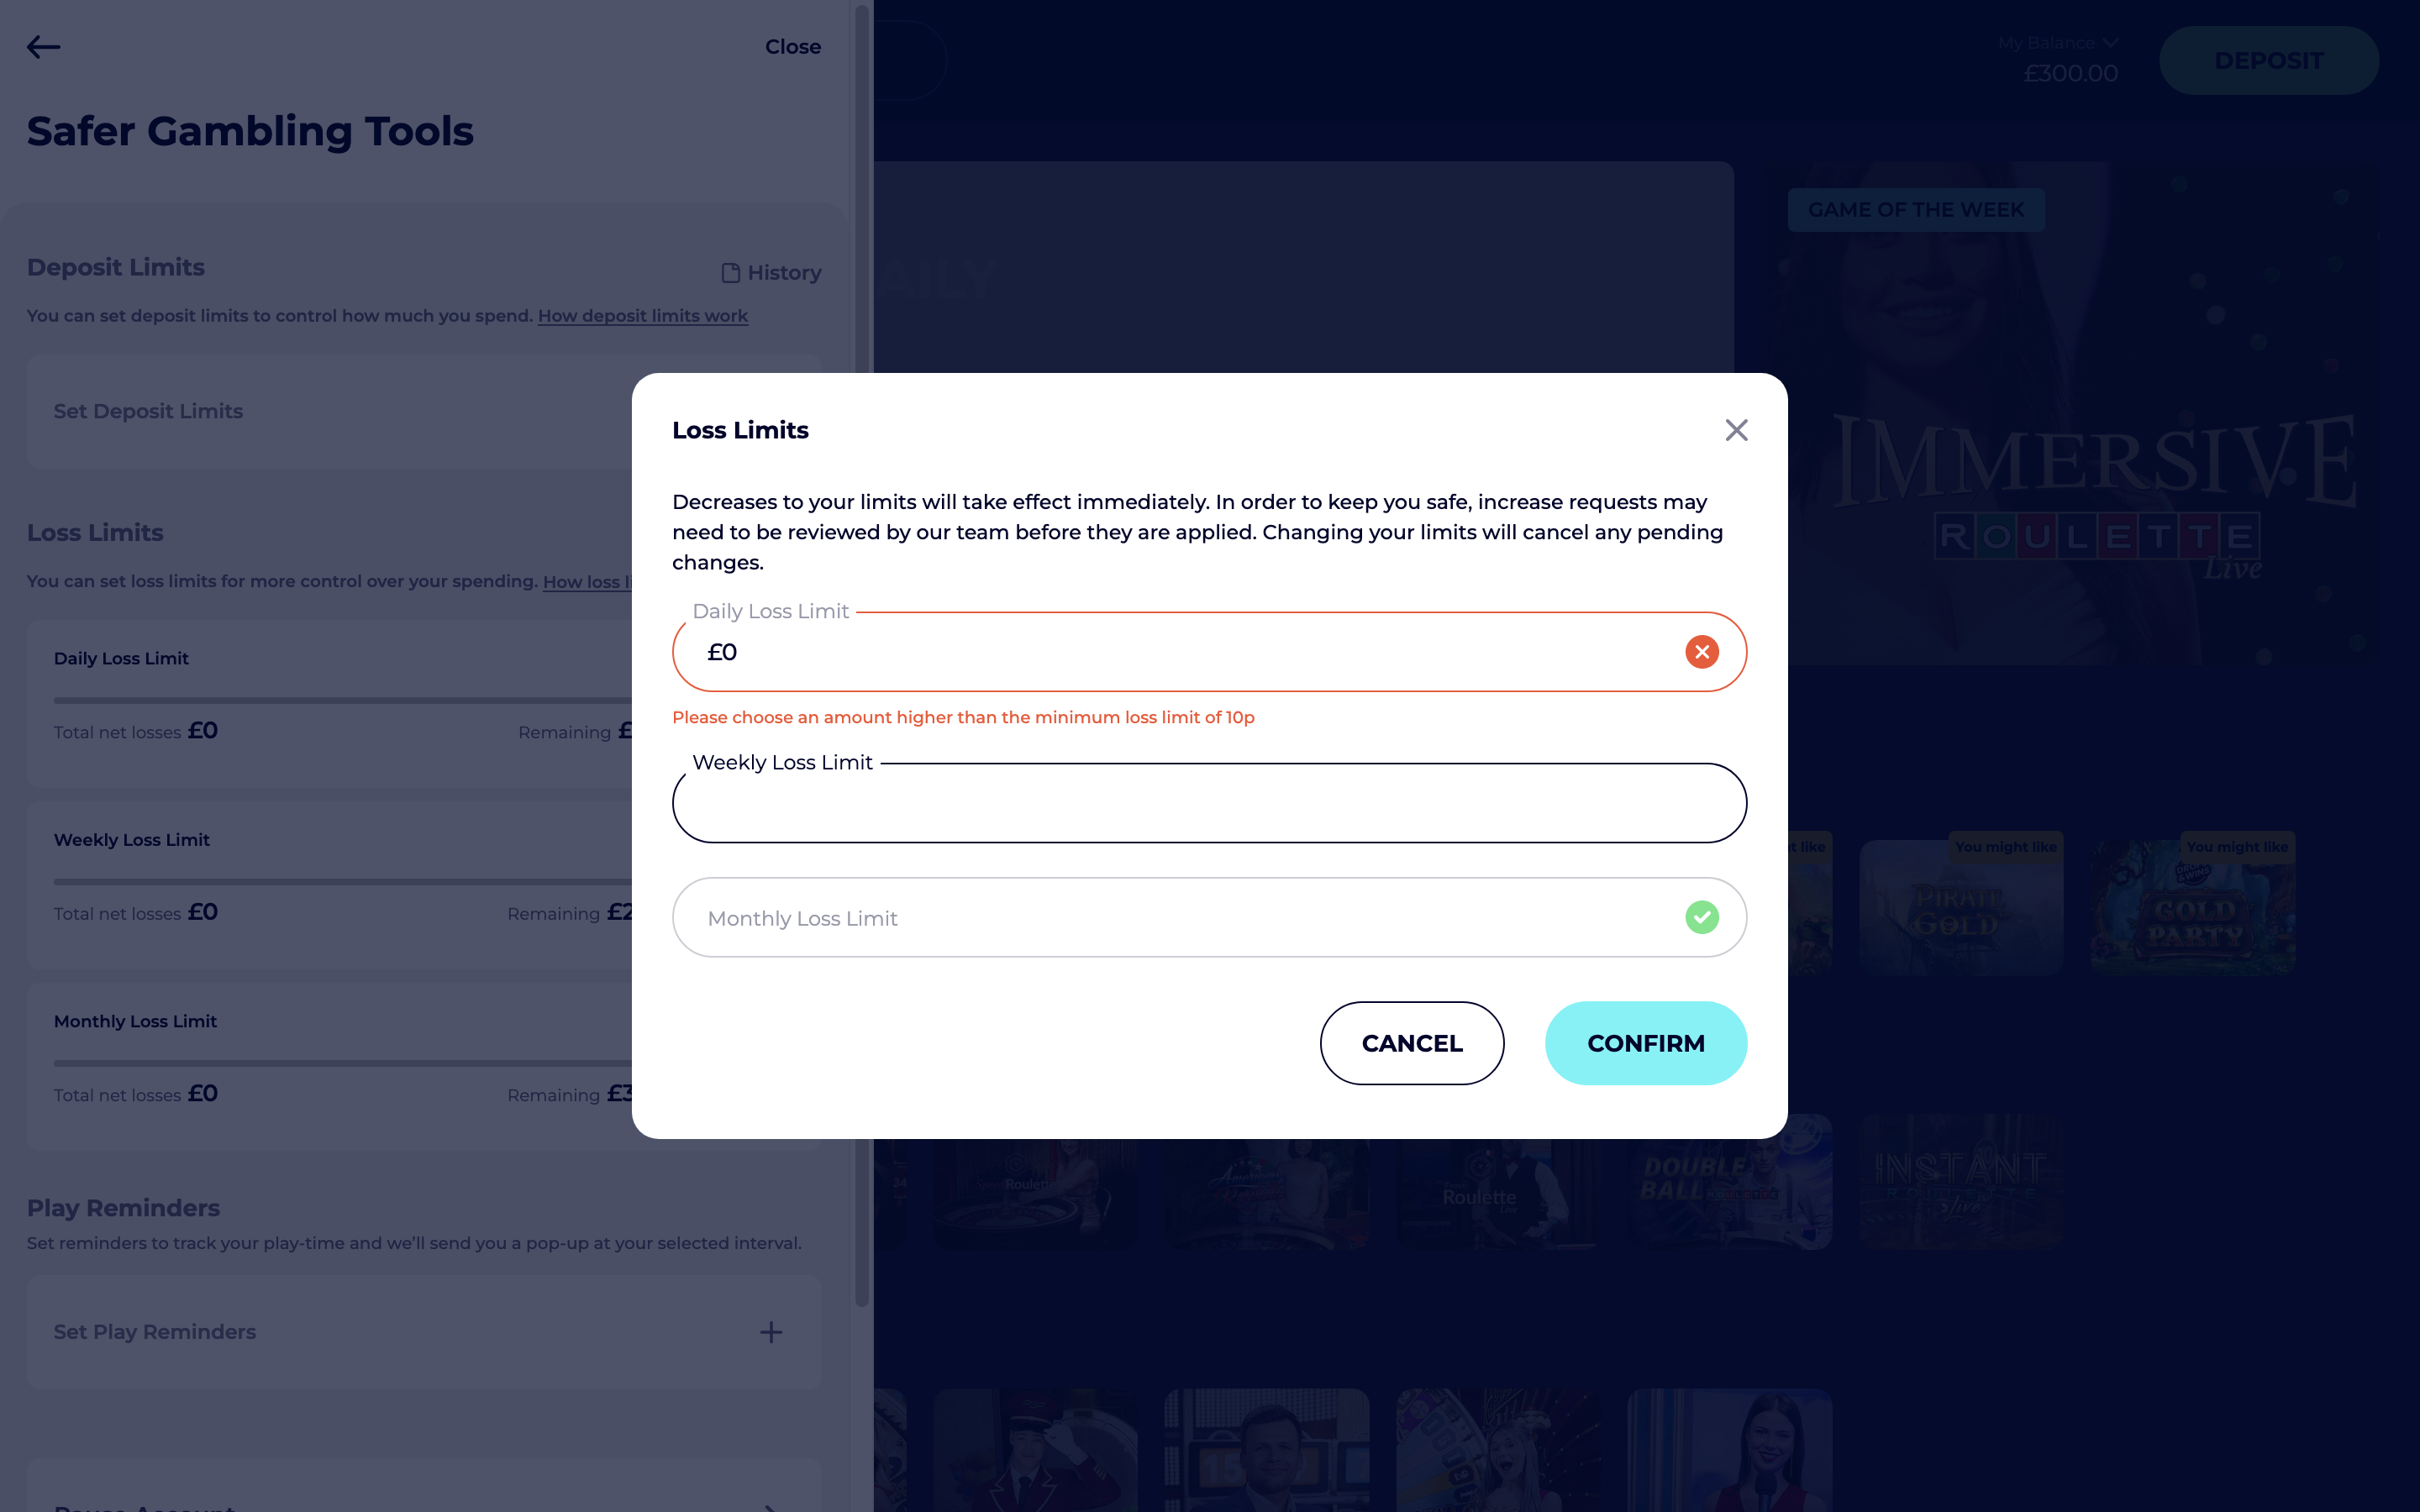 Close
My Balance
£300.00
DEPOSIT
Safer Gambling Tools
GAME OF THE WEEK
Deposit Limits
History
AILY
You can set deposit limits to control how much you spend. How deposit limits work
Set Deposit Limits
IMMERSIVE
ROULETTE
Live
Loss Limits
You can set loss limits for more control over your spending. How loss
Daily Loss Limit
Total net losses £0
Remaining
Weekly Loss Limit
Total net losses £0
Remaining
Monthly Loss Limit
Total net losses £0
Remaining
Play Reminders
Set reminders to track your play-time and we'll send you a pop-up at your selected interval.
Set Play Reminders
Loss Limits
Decreases to your limits will take effect immediately. In order to keep you safe, increase requests may
need to be reviewed by our team before they are applied. Changing your limits will cancel any pending
changes.
Daily Loss Limit
£0
Please choose an amount higher than the minimum loss limit of 10p
Weekly Loss Limit
Monthly Loss Limit
CANCEL
CONFIRM
like
You might like
You might like
PIRATE
GOLD
GOLD
PARTY
24
Roulette
Roulette
Live
DOUBLE
BALL
ROULETTE
INSTANT
ROULETTE
live